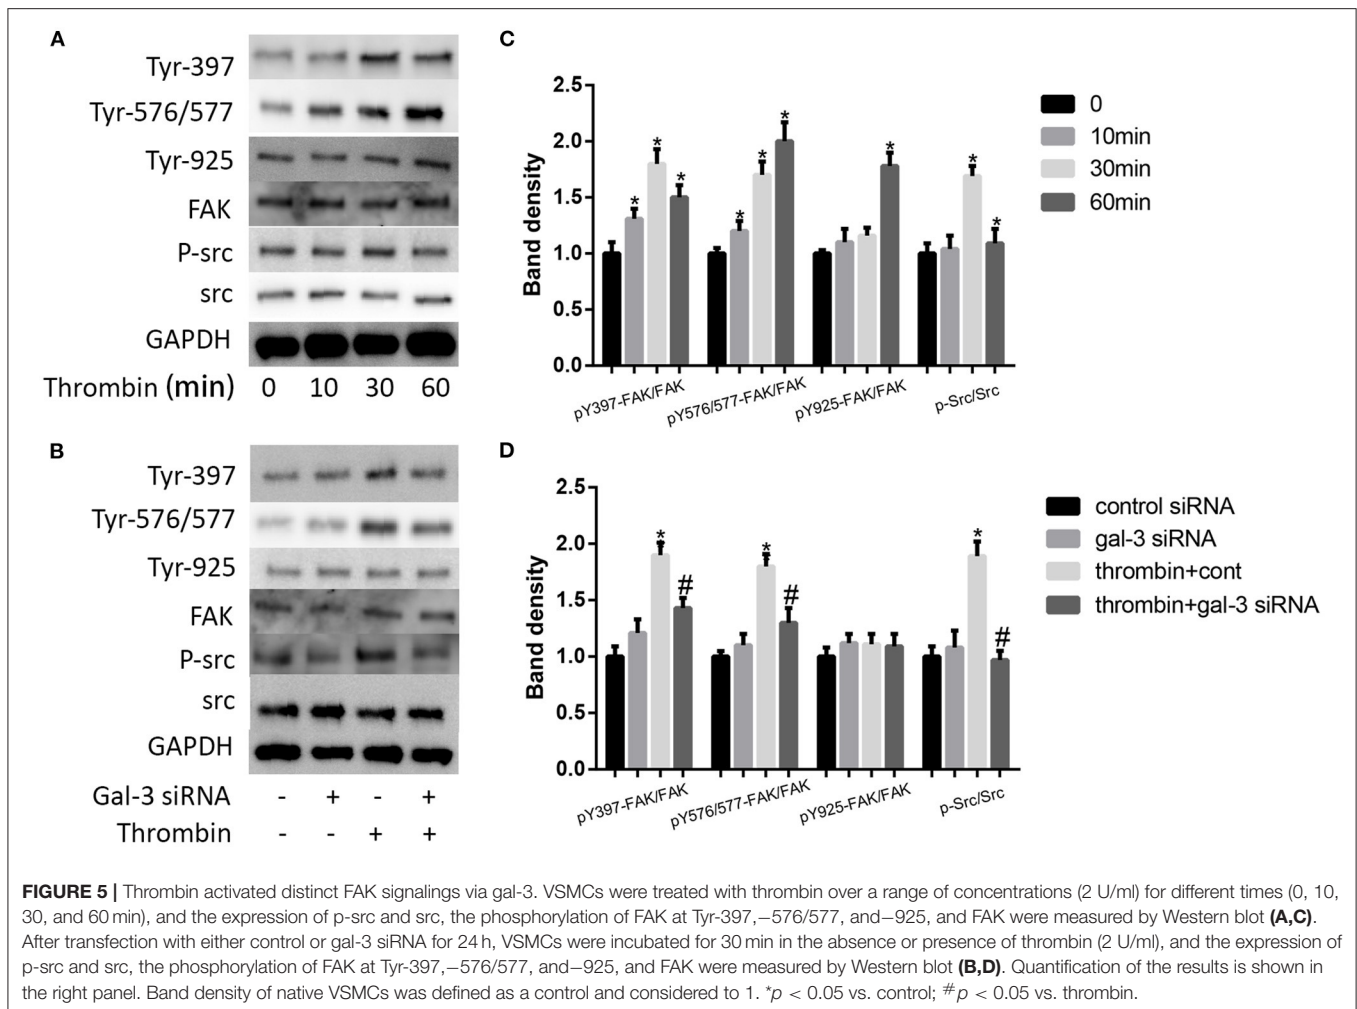 A
Tyr-397
Tyr-576/577
Tyr-925
FAK
P-src
src
GAPDH
Thrombin (min) 0 10 30 60
C
Band density
2.5
2.0
1.5
1.0
0.5
0.0
* * * * * * * * *
pY397-FAK/FAK pY576/577-FAK/FAK pY925-FAK/FAK p-Src/Src
0
10min
30min
60min
B
Tyr-397
Tyr-576/577
Tyr-925
FAK
P-src
src
GAPDH
Gal-3 siRNA - + - +
Thrombin - - + +
D
Band density
2.5
2.0
1.5
1.0
0.5
0.0
* # * # * #
pY397-FAK/FAK pY576/577-FAK/FAK pY925-FAK/FAK p-Src/Src
control siRNA
gal-3 siRNA
thrombin+cont
thrombin+gal-3 siRNA
FIGURE 5 | Thrombin activated distinct FAK signalings via gal-3. VSMCs were treated with thrombin over a range of concentrations (2 U/ml) for different times (0, 10,
30, and 60 min), and the expression of p-src and src, the phosphorylation of FAK at Tyr-397,−576/577, and−925, and FAK were measured by Western blot (A,C).
After transfection with either control or gal-3 siRNA for 24 h, VSMCs were incubated for 30 min in the absence or presence of thrombin (2 U/ml), and the expression of
p-src and src, the phosphorylation of FAK at Tyr-397,−576/577, and−925, and FAK were measured by Western blot (B,D). Quantification of the results is shown in
the right panel. Band density of native VSMCs was defined as a control and considered to 1. *p < 0.05 vs. control; #p < 0.05 vs. thrombin.